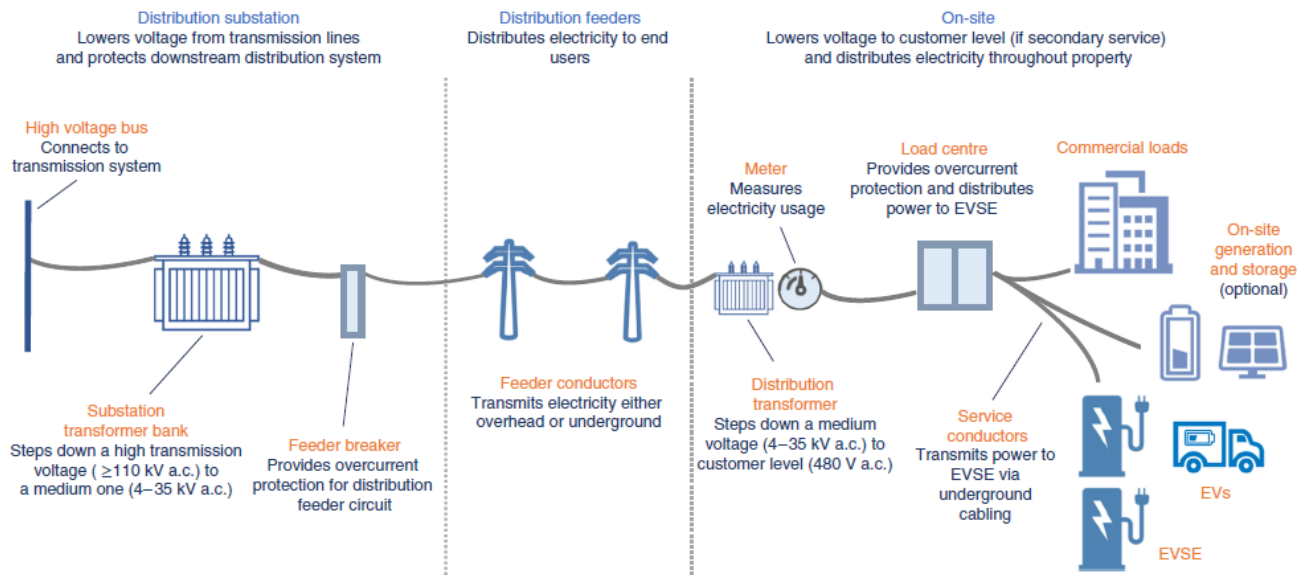 Distribution substation
Lowers voltage from transmission lines
and protects downstream distribution system
Distribution feeders
Distributes electricity to end
users
On-site
Lowers voltage to customer level (if secondary service)
and distributes electricity throughout property
High voltage bus
Connects to
transmission system
Substation
transformer bank
Steps down a high transmission
voltage ( ≥110 kV a.c.) to
a medium one (4–35 kV a.c.)
Feeder breaker
Provides overcurrent
protection for distribution
feeder circuit
Feeder conductors
Transmits electricity either
overhead or underground
Meter
Measures
electricity usage
Distribution
transformer
Steps down a medium
voltage (4–35 kV a.c.) to
customer level (480 V a.c.)
Load centre
Provides overcurrent
protection and distributes
power to EVSE
Service
conductors
Transmits power to
EVSE via
underground
cabling
Commercial loads
On-site
generation
and storage
(optional)
EVs
EVSE